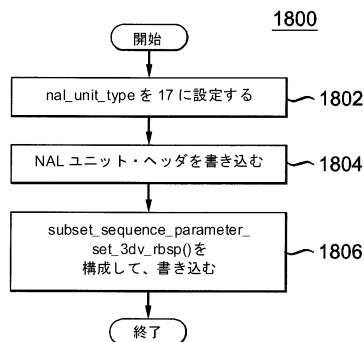 1800
開始
nal_unit_type を 17 に設定する
1802
NAL ユニット・ヘッダを書き込む
1804
subset_sequence_parameter_
set_3dv_rbsp()を
構成して、書き込む
1806
終了